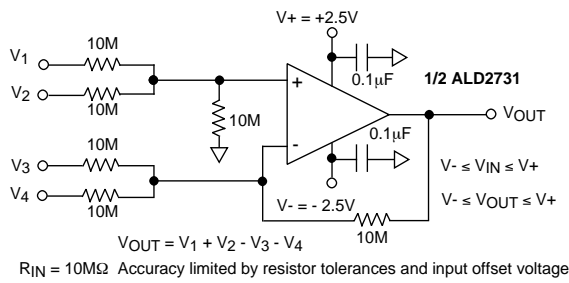 V+ = +2.5V
V1
10M
0.1µF
1/2 ALD2731
V2
10M
+
10M
VOUT
V3
10M
-
0.1µF
V- ≤ VIN ≤ V+
V4
10M
V- = - 2.5V
V- ≤ VOUT ≤ V+
10M
VOUT = V1 + V2 - V3 - V4
RIN = 10MΩ Accuracy limited by resistor tolerances and input offset voltage